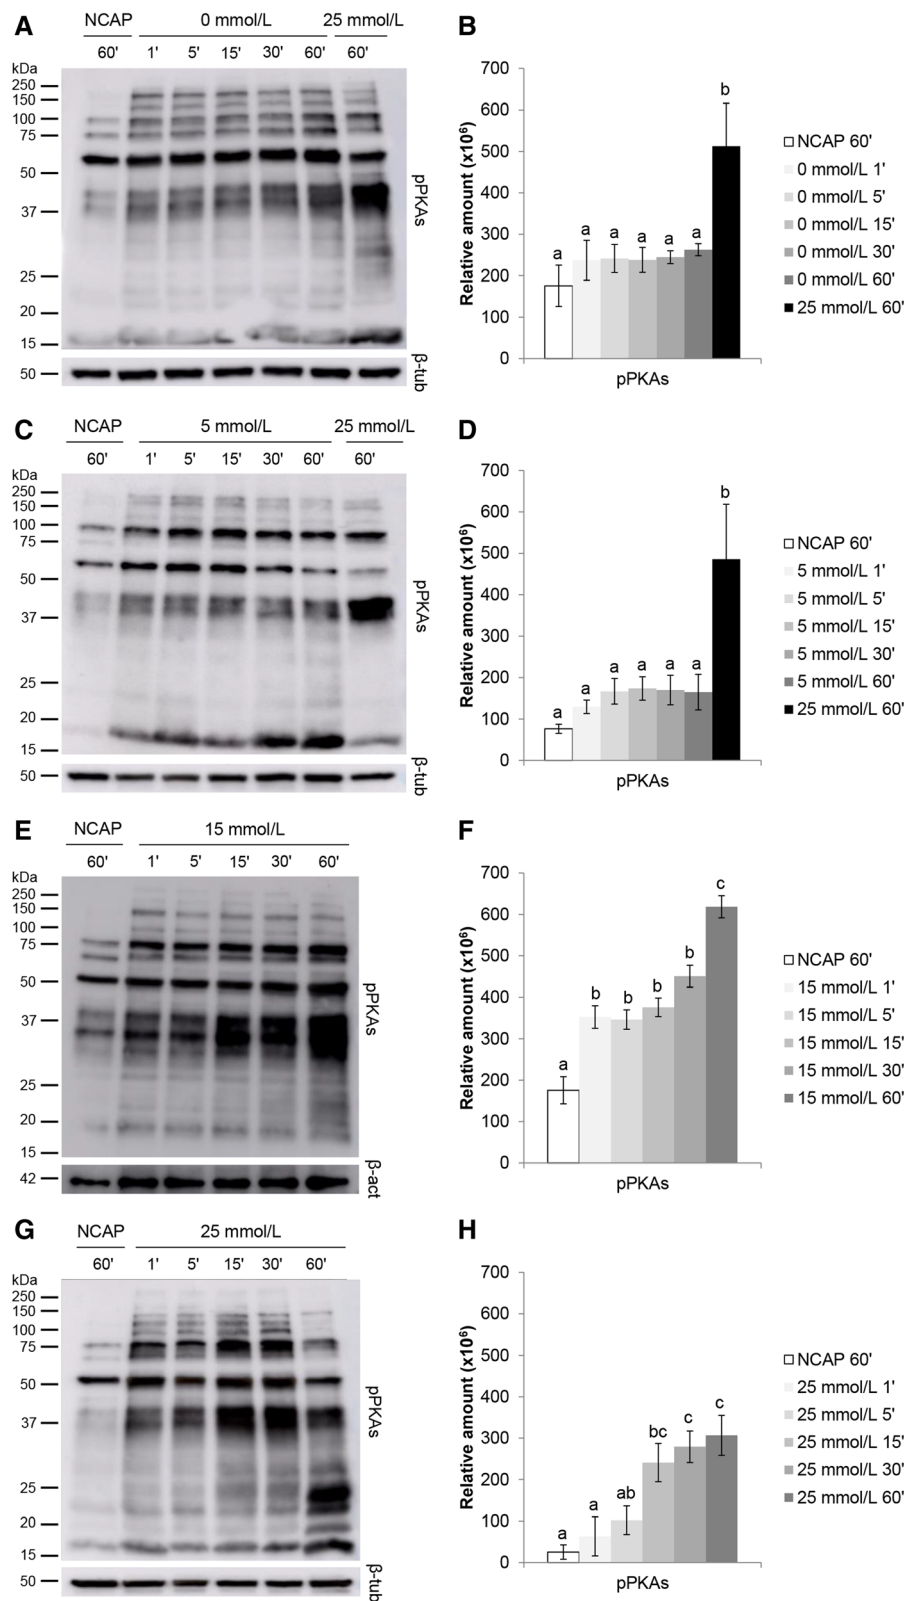 A
NCAP 0 mmol/L 25 mmol/L
60' 1' 5' 15' 30' 60' 60'
kDa
250
150
100
75
50
37
25
20
15
pPKAs
50
β-tub
B
Relative amount (x10⁶)
700
600
500
400
300
200
100
0
a a a a a a b
pPKAs
NCAP 60'
0 mmol/L 1'
0 mmol/L 5'
0 mmol/L 15'
0 mmol/L 30'
0 mmol/L 60'
25 mmol/L 60'
C
NCAP 5 mmol/L 25 mmol/L
60' 1' 5' 15' 30' 60' 60'
kDa
250
150
100
75
50
37
25
20
15
pPKAs
50
β-tub
D
Relative amount (x10⁶)
700
600
500
400
300
200
100
0
a a a a a a b
pPKAs
NCAP 60'
5 mmol/L 1'
5 mmol/L 5'
5 mmol/L 15'
5 mmol/L 30'
5 mmol/L 60'
25 mmol/L 60'
E
NCAP 15 mmol/L
60' 1' 5' 15' 30' 60'
kDa
250
150
100
75
50
37
25
20
15
pPKAs
42
β-act
F
Relative amount (x10⁶)
700
600
500
400
300
200
100
0
a b b b b c
pPKAs
NCAP 60'
15 mmol/L 1'
15 mmol/L 5'
15 mmol/L 15'
15 mmol/L 30'
15 mmol/L 60'
G
NCAP 25 mmol/L
60' 1' 5' 15' 30' 60'
kDa
250
150
100
75
50
37
25
20
15
pPKAs
50
β-tub
H
Relative amount (x10⁶)
700
600
500
400
300
200
100
0
a a ab bc c c
pPKAs
NCAP 60'
25 mmol/L 1'
25 mmol/L 5'
25 mmol/L 15'
25 mmol/L 30'
25 mmol/L 60'